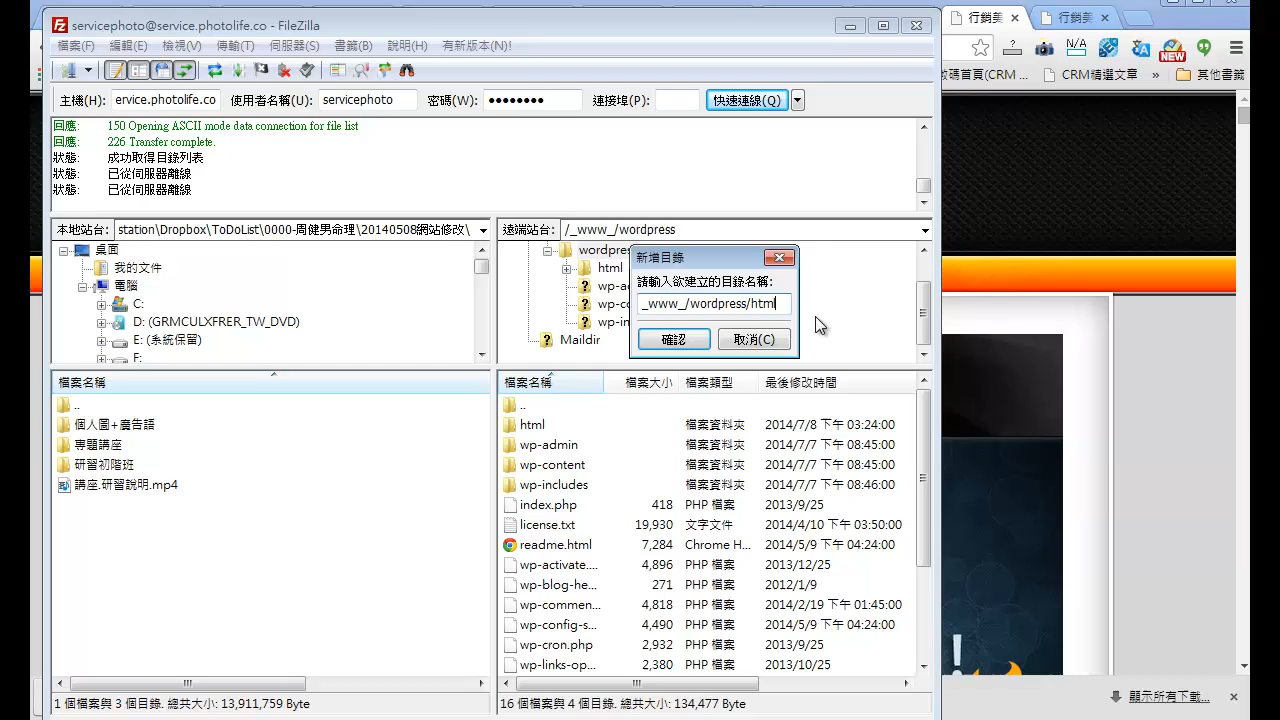 servicephoto@service.photolife.co - FileZilla
檔案(F) 編輯(E) 檢視(V) 傳輸(T) 伺服器(S) 書籤(B) 說明(H) 有新版本(N)!
主機(H): ervice.photolife.co 使用者名稱(U): servicephoto 密碼(W): ●●●●●●●● 連接埠(P): 快速連線(Q)
回應: 150 Opening ASCII mode data connection for file list
回應: 226 Transfer complete.
狀態: 成功取得目錄列表
狀態: 已從伺服器離線
狀態: 已從伺服器離線
本地站台: station\Dropbox\ToDoList\0000-周健男命理\20140508網站修改\
桌面
我的文件
電腦
C:
D: (GRMCULXFRER_TW_DVD)
E: (系統保留)
F:
遠端站台: /_www_/wordpress
wordpres
html
wp-a
wp-c
wp-in
Maildir
新增目錄
請輸入欲建立的目錄名稱:
_www_/wordpress/html
確認 取消(C)
檔案名稱
..
個人圖+廣告語
專題講座
研習初階班
講座.研習說明.mp4
1 個檔案與 3 個目錄. 總共大小: 13,911,759 Byte
檔案名稱 檔案大小 檔案類型 最後修改時間
..
html 檔案資料夾 2014/7/8 下午 03:24:00
wp-admin 檔案資料夾 2014/7/7 下午 08:45:00
wp-content 檔案資料夾 2014/7/7 下午 08:45:00
wp-includes 檔案資料夾 2014/7/7 下午 08:46:00
index.php 418 PHP 檔案 2013/9/25
license.txt 19,930 文字文件 2014/4/10 下午 03:50:00
readme.html 7,284 Chrome H... 2014/5/9 下午 04:24:00
wp-activate.... 4,896 PHP 檔案 2013/12/25
wp-blog-he... 271 PHP 檔案 2012/1/9
wp-commen... 4,818 PHP 檔案 2014/2/19 下午 01:45:00
wp-config-s... 4,490 PHP 檔案 2014/5/9 下午 04:24:00
wp-cron.php 2,932 PHP 檔案 2013/9/25
wp-links-op... 2,380 PHP 檔案 2013/10/25
16 個檔案與 4 個目錄. 總共大小: 134,477 Byte
行銷美 行銷美
N/A NEW
數碼首頁(CRM ... CRM精選文章 » 其他書籤
!
顯示所有下載...